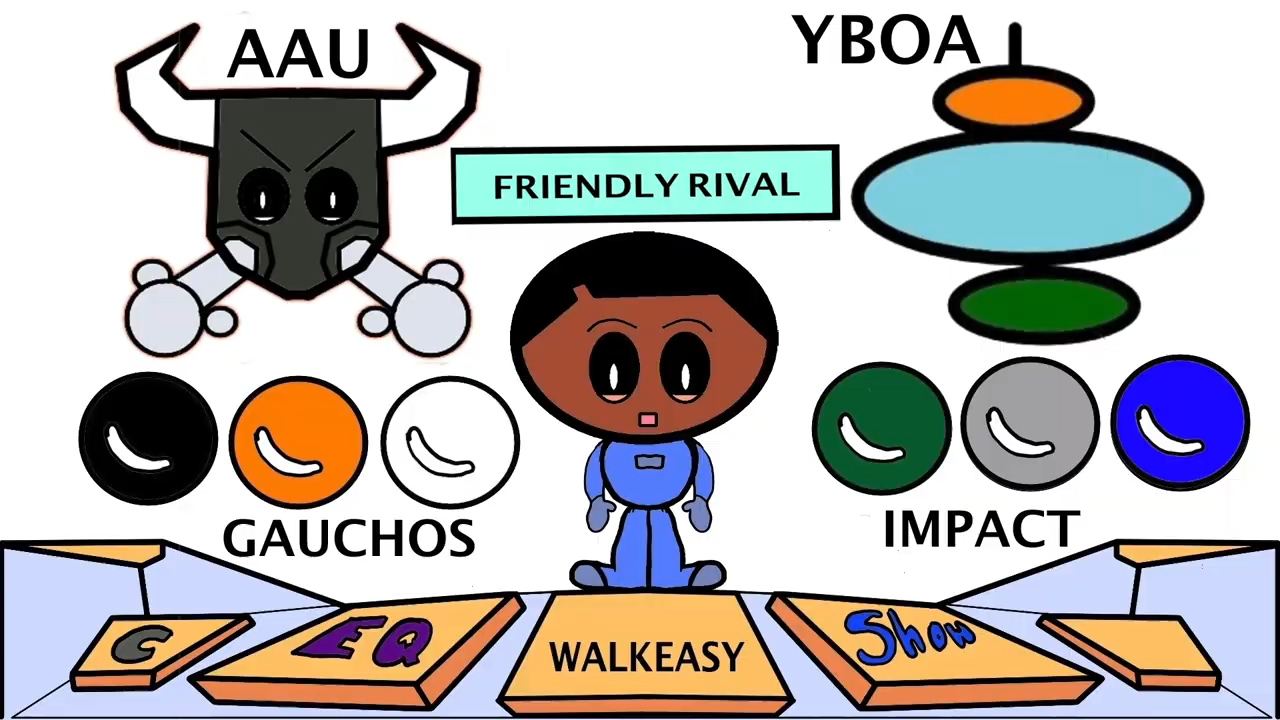 AAU
YBOA
FRIENDLY RIVAL
GAUCHOS
IMPACT
C
EQ
WALKEASY
Show